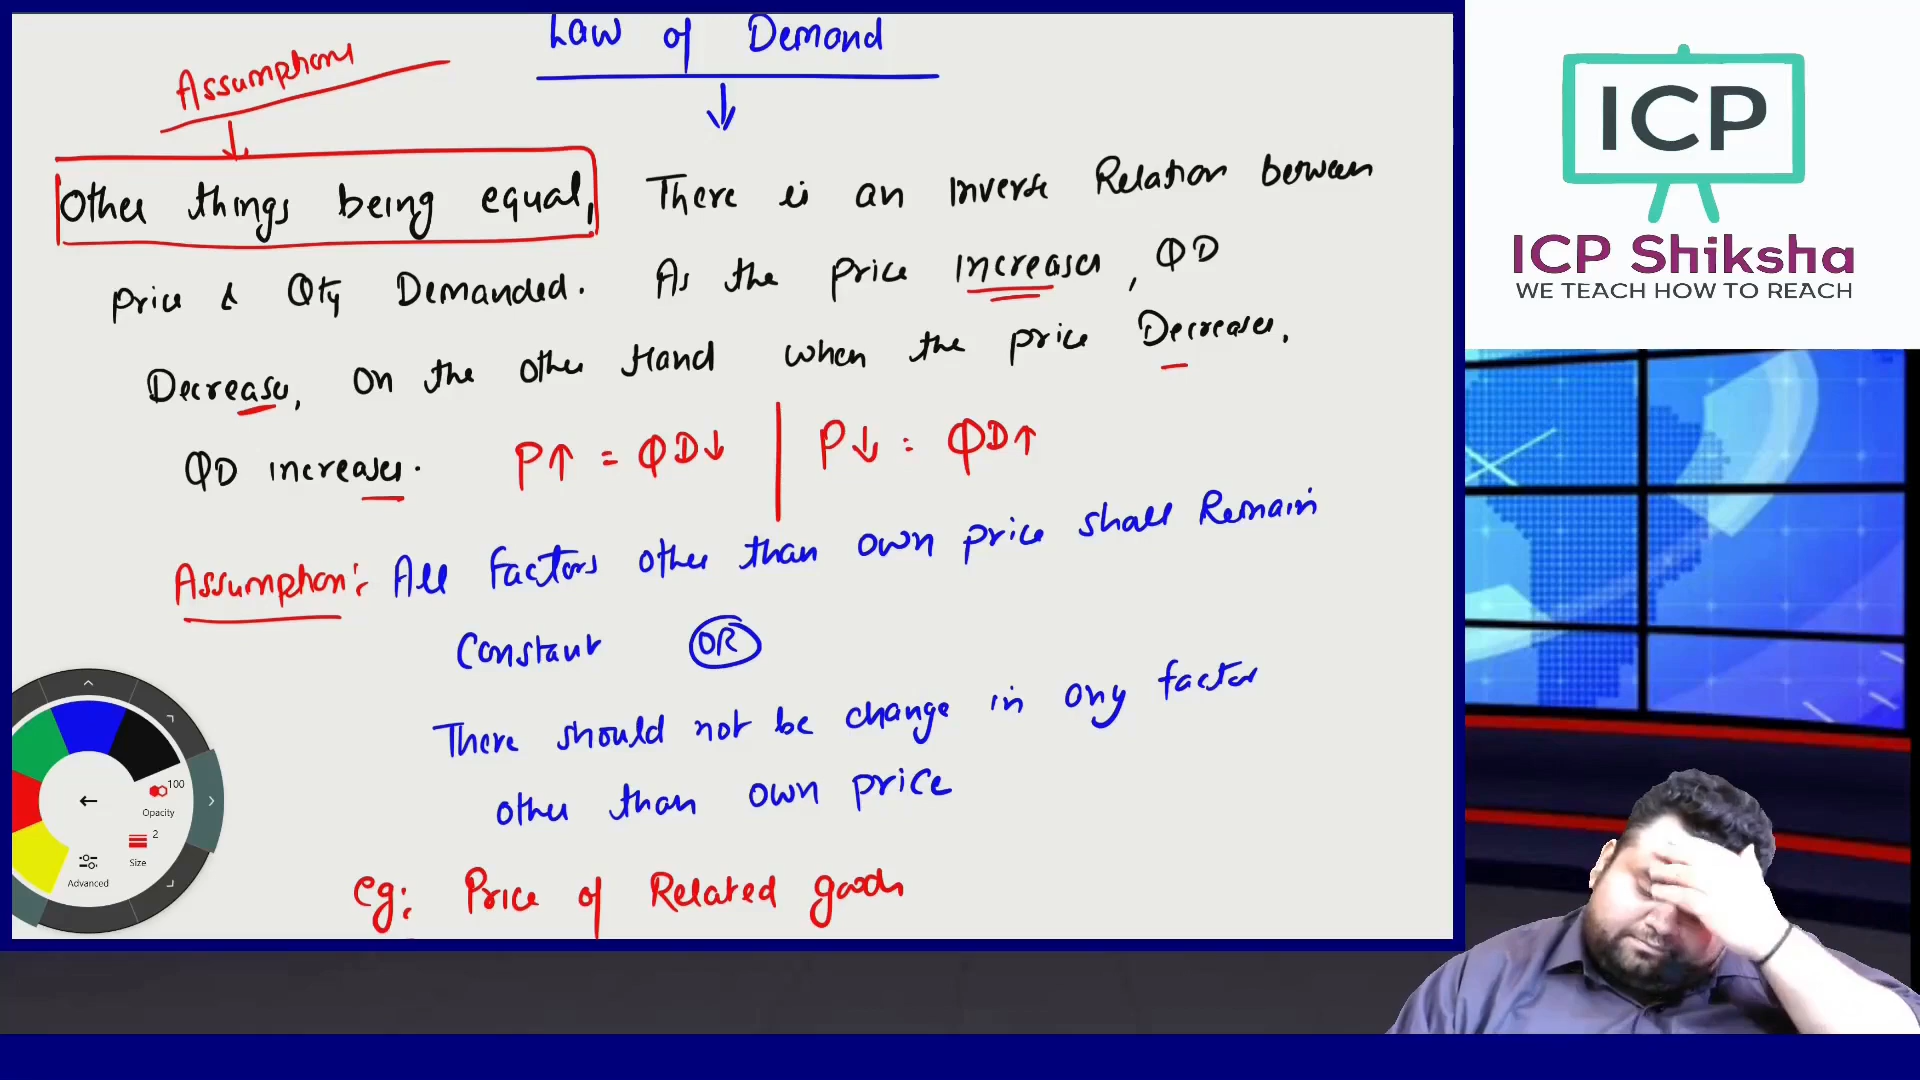 Law of Demand
Assumptions
Other things being equal, There is an Inverse Relation between
price & Qty Demanded. As the price increases, QD
Decrease, on the other Hand when the price Decreases,
QD increases. P↑ = QD↓ | P↓ = QD↑
Assumption:- All factors other than own price shall Remain
Constant OR
There should not be change in any factor
other than own price
eg: Price of Related goods
100
Opacity
2
Size
Advanced
ICP
ICP Shiksha
WE TEACH HOW TO REACH